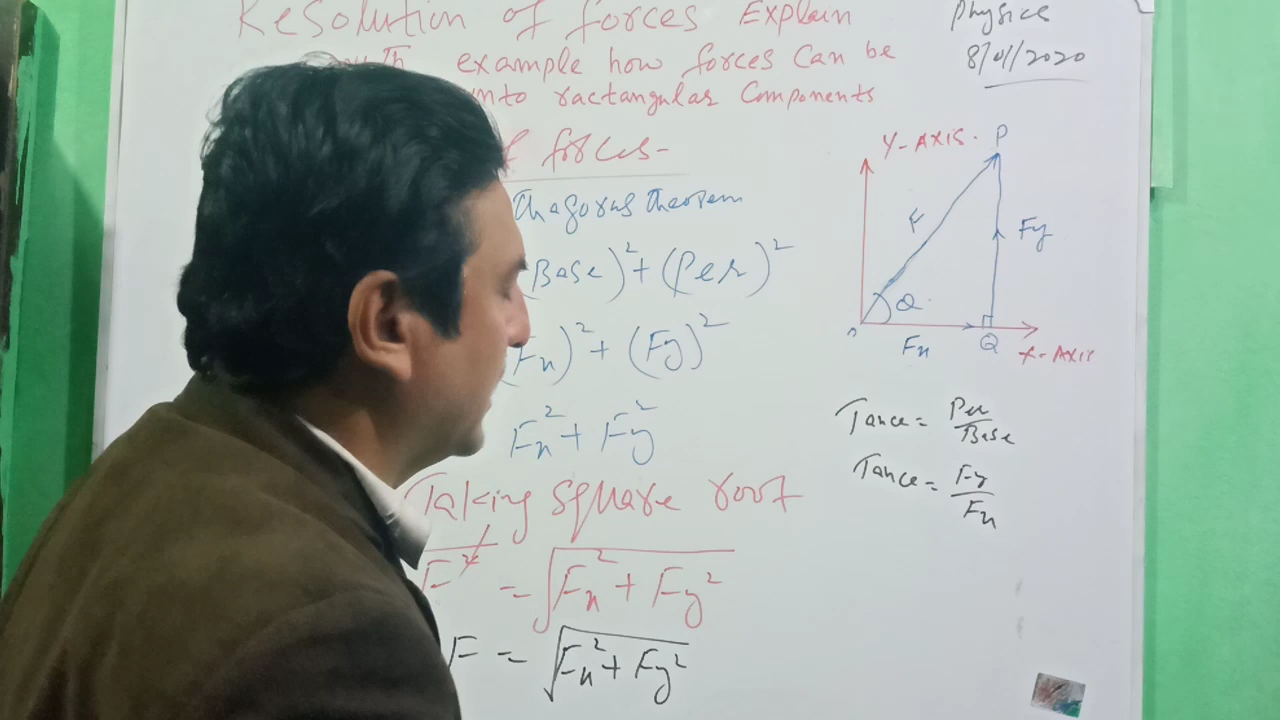 Resolution of forces Explain
example how forces Can be
into ractangular Components
forces-
thagorus theorem
Base)²+(Per)²
Fx)²+(Fy)²
Fx²+Fy²
Taking square root
F² = √Fx²+Fy²
F = √Fx²+Fy²
Physics
8/01/2020
Y-AXIS. P
F
Fy
θ
o
Fx
Q
X-AXIS
Tanθ = Per/Base
Tanθ = Fy/Fx